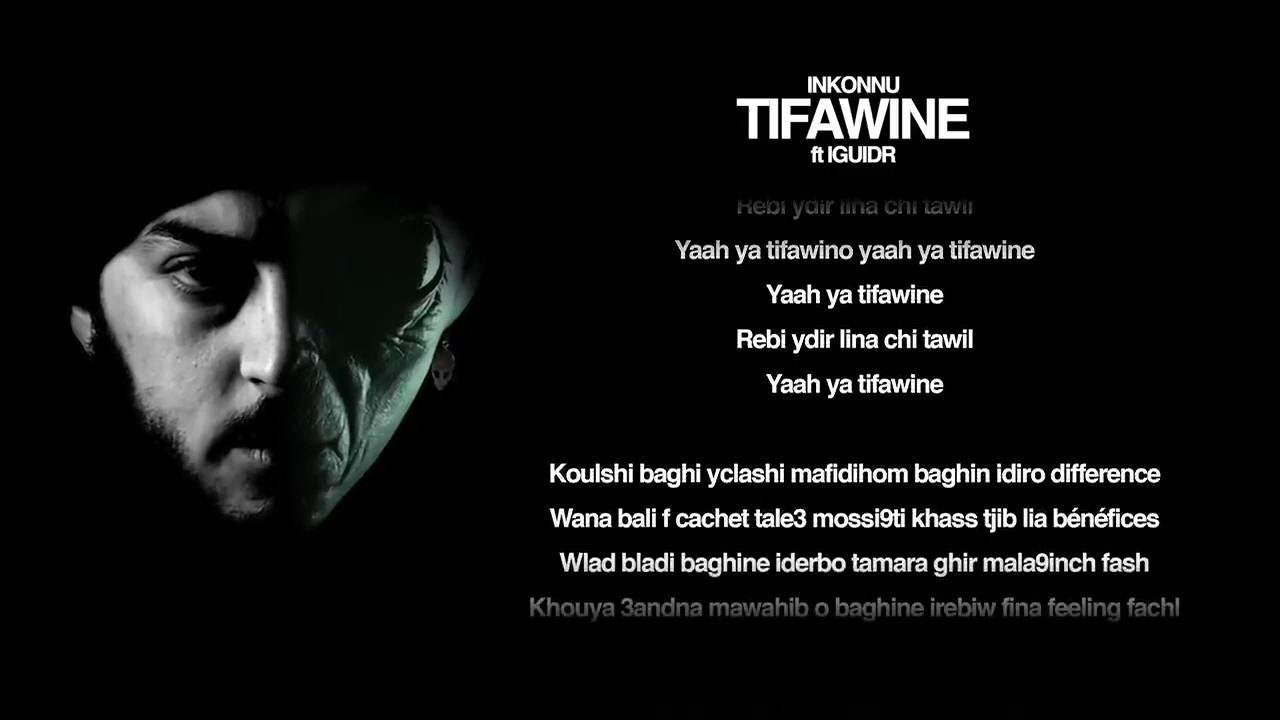 INKONNU
TIFAWINE
ft IGUIDR
Rebi ydir lina chi tawil
Yaah ya tifawino yaah ya tifawine
Yaah ya tifawine
Rebi ydir lina chi tawil
Yaah ya tifawine
Koulshi baghi yclashi mafidihom baghin idiro difference
Wana bali f cachet tale3 mossi9ti khass tjib lia bénéfices
Wlad bladi baghine iderbo tamara ghir mala9inch fash
Khouya 3andna mawahib o baghine irebiw fina feeling fachl